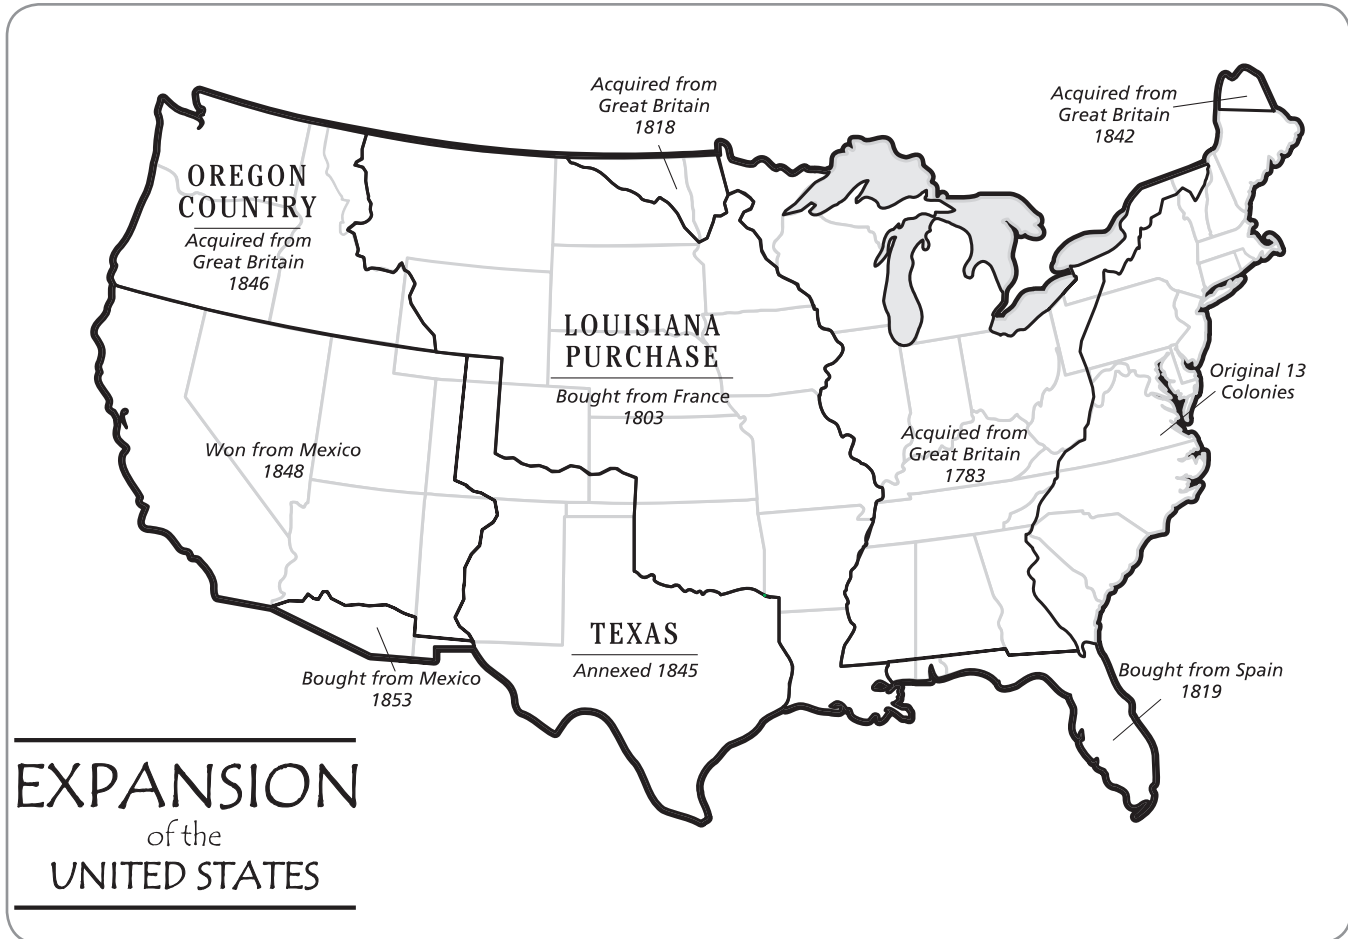 Acquired from
Great Britain
1818
Acquired from
Great Britain
1842
OREGON
COUNTRY
Acquired from
Great Britain
1846
LOUISIANA
PURCHASE
Bought from France
1803
Original 13
Colonies
Won from Mexico
1848
Acquired from
Great Britain
1783
TEXAS
Annexed 1845
Bought from Mexico
1853
Bought from Spain
1819
EXPANSION
of the
UNITED STATES